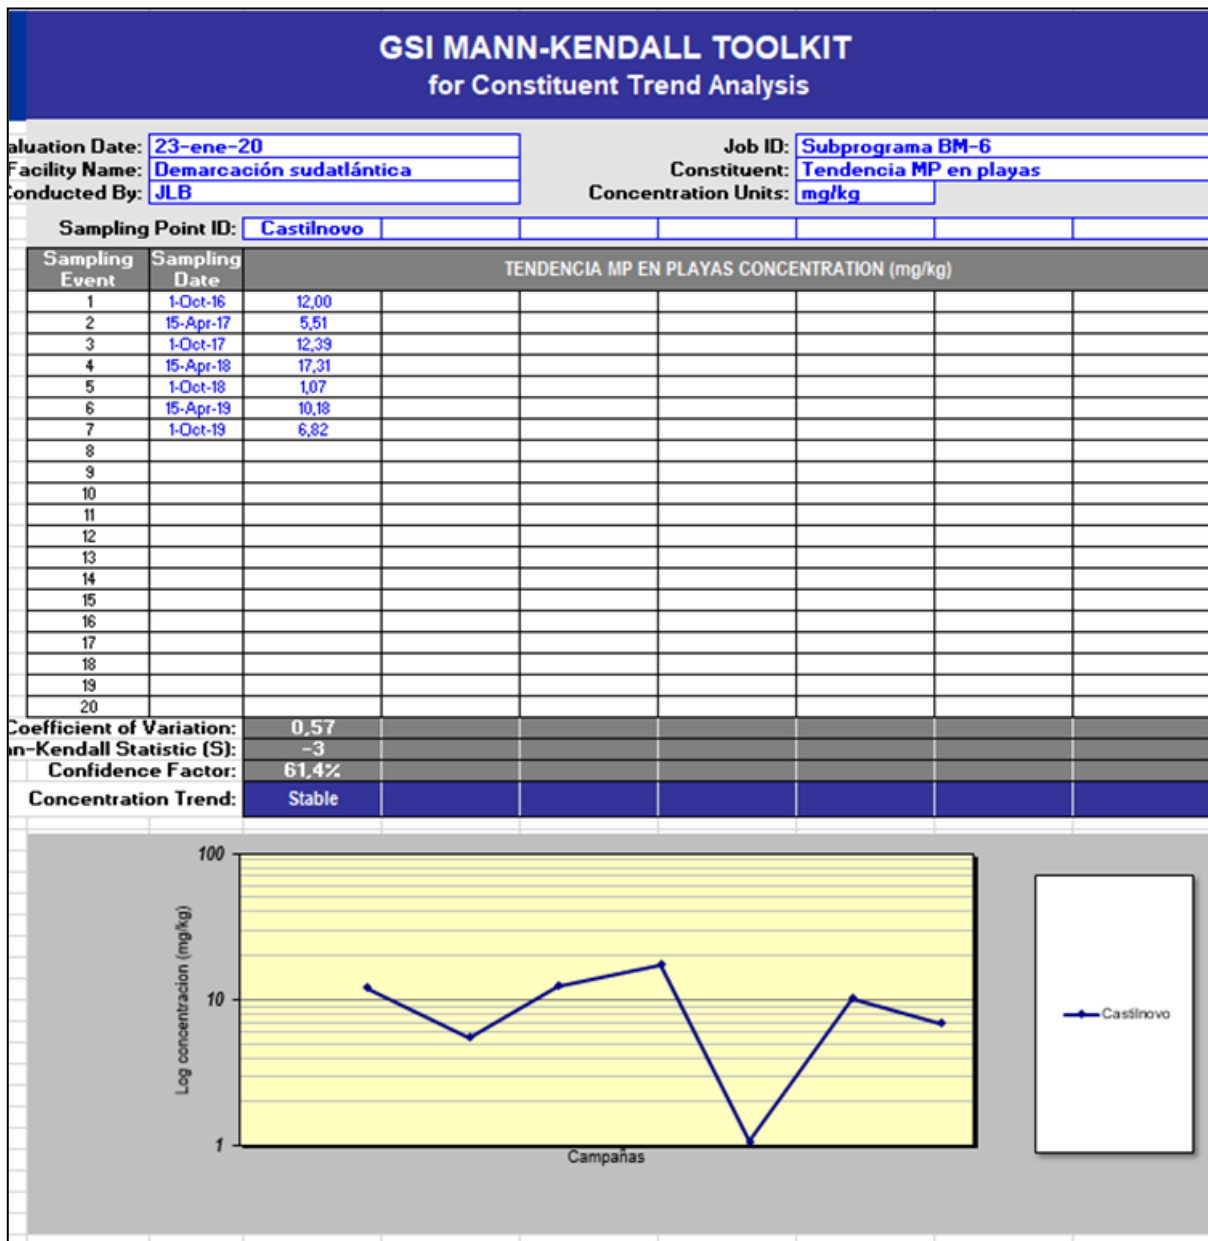 GSI MANN-KENDALL TOOLKIT
for Constituent Trend Analysis
aluation Date: 23-ene-20 Job ID: Subprograma BM-6
Facility Name: Demarcación sudatlántica Constituent: Tendencia MP en playas
Conducted By: JLB Concentration Units: mg/kg
Sampling Point ID: Castilnovo
Sampling Event Sampling Date TENDENCIA MP EN PLAYAS CONCENTRATION (mg/kg)
1 1-Oct-16 12,00
2 15-Apr-17 5,51
3 1-Oct-17 12,39
4 15-Apr-18 17,31
5 1-Oct-18 1,07
6 15-Apr-19 10,18
7 1-Oct-19 6,82
8
9
10
11
12
13
14
15
16
17
18
19
20
Coefficient of Variation: 0,57
nn-Kendall Statistic (S): -3
Confidence Factor: 61,4%
Concentration Trend: Stable
100
10
1
Log concentracion (mg/kg)
Campañas
Castilnovo